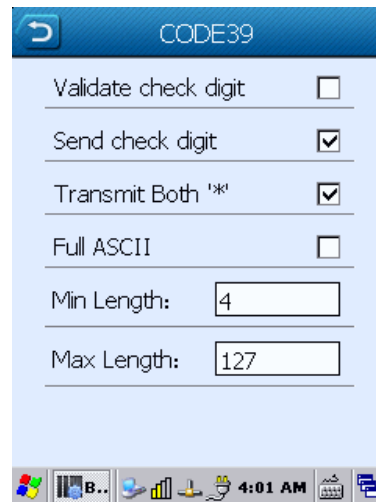 CODE39
Validate check digit
Send check digit
Transmit Both '*'
Full ASCII
Min Length: 4
Max Length: 127
B.. 4:01 AM